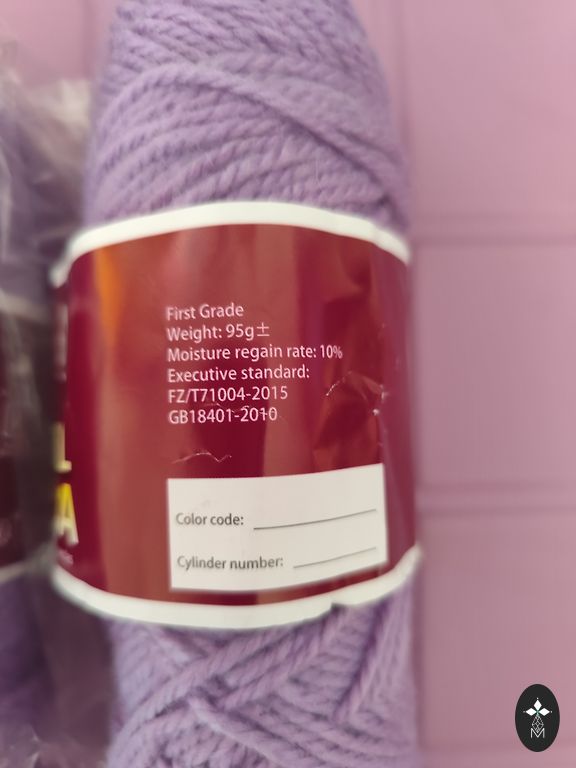 First Grade
Weight: 95g±
Moisture regain rate: 10%
Executive standard:
FZ/T71004-2015
GB18401-2010
Color code:
Cylinder number:
L
A
M